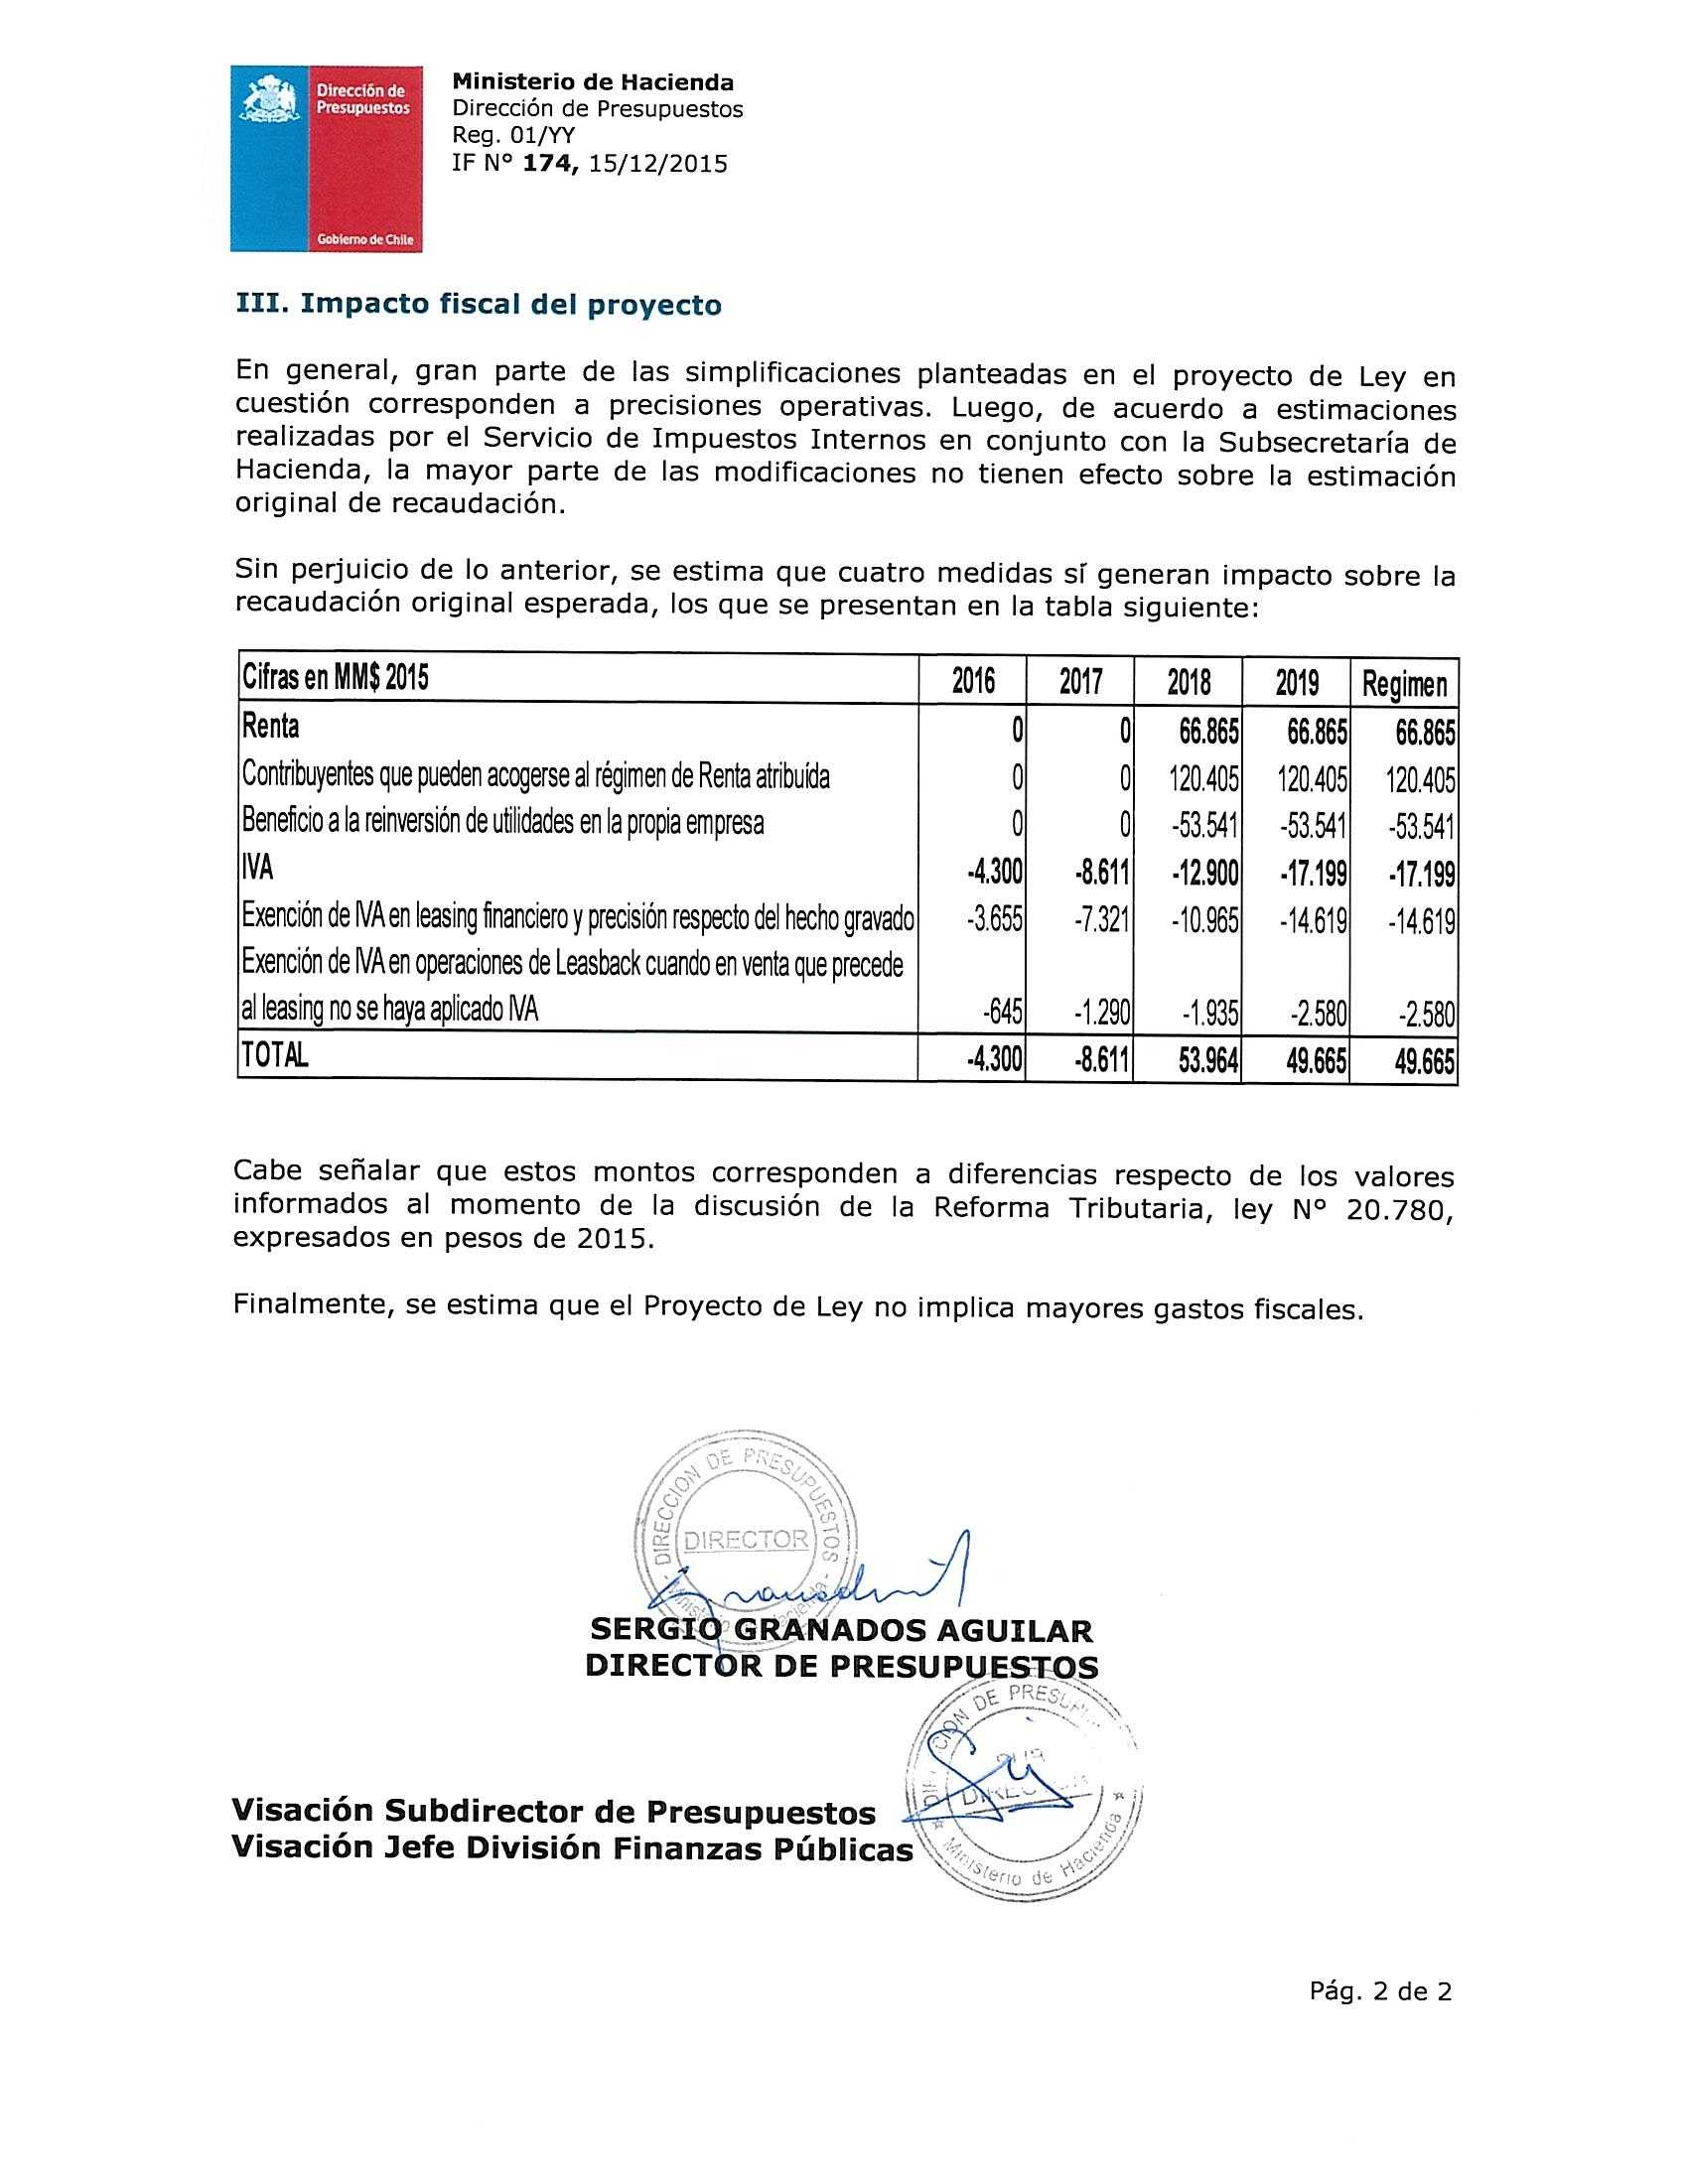 Dirección de
Presupuestos
Gobierno de Chile
Ministerio de Hacienda
Dirección de Presupuestos
Reg. 01/YY
IF Nº 174, 15/12/2015
III. Impacto fiscal del proyecto
En general, gran parte de las simplificaciones planteadas en el proyecto de Ley en
cuestión corresponden a precisiones operativas. Luego, de acuerdo a estimaciones
realizadas por el Servicio de Impuestos Internos en conjunto con la Subsecretaría de
Hacienda, la mayor parte de las modificaciones no tienen efecto sobre la estimación
original de recaudación.
Sin perjuicio de lo anterior, se estima que cuatro medidas sí generan impacto sobre la
recaudación original esperada, los que se presentan en la tabla siguiente:
Cifras en MM$ 2015 2016 2017 2018 2019 Regimen
Renta 0 0 66.865 66.865 66.865
Contribuyentes que pueden acogerse al régimen de Renta atribuída 0 0 120.405 120.405 120.405
Beneficio a la reinversión de utilidades en la propia empresa 0 0 -53.541 -53.541 -53.541
IVA -4.300 -8.611 -12.900 -17.199 -17.199
Exención de IVA en leasing financiero y precisión respecto del hecho gravado -3.655 -7.321 -10.965 -14.619 -14.619
Exención de IVA en operaciones de Leasback cuando en venta que precede
al leasing no se haya aplicado IVA -645 -1.290 -1.935 -2.580 -2.580
TOTAL -4.300 -8.611 53.964 49.665 49.665
Cabe señalar que estos montos corresponden a diferencias respecto de los valores
informados al momento de la discusión de la Reforma Tributaria, ley Nº 20.780,
expresados en pesos de 2015.
Finalmente, se estima que el Proyecto de Ley no implica mayores gastos fiscales.
DIRECCION DE PRESUPUESTOS
DIRECTOR
SERGIO GRANADOS AGUILAR
DIRECTOR DE PRESUPUESTOS
Visación Subdirector de Presupuestos
Visación Jefe División Finanzas Públicas
Ministerio de Hacienda
Pág. 2 de 2